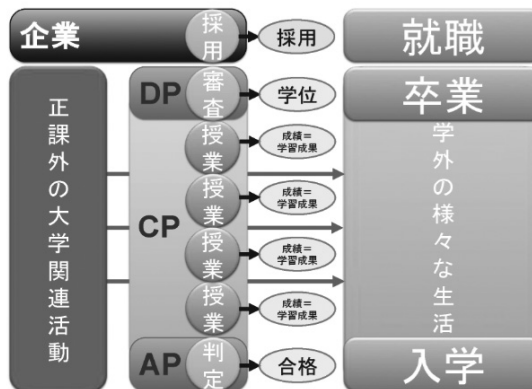 企業
採用
採用
就職
DP
審査
学位
卒業
正課外の大学関連活動
CP
授業
成績＝
学習成果
授業
成績＝
学習成果
授業
成績＝
学習成果
授業
成績＝
学習成果
学外の様々な生活
AP
判定
合格
入学